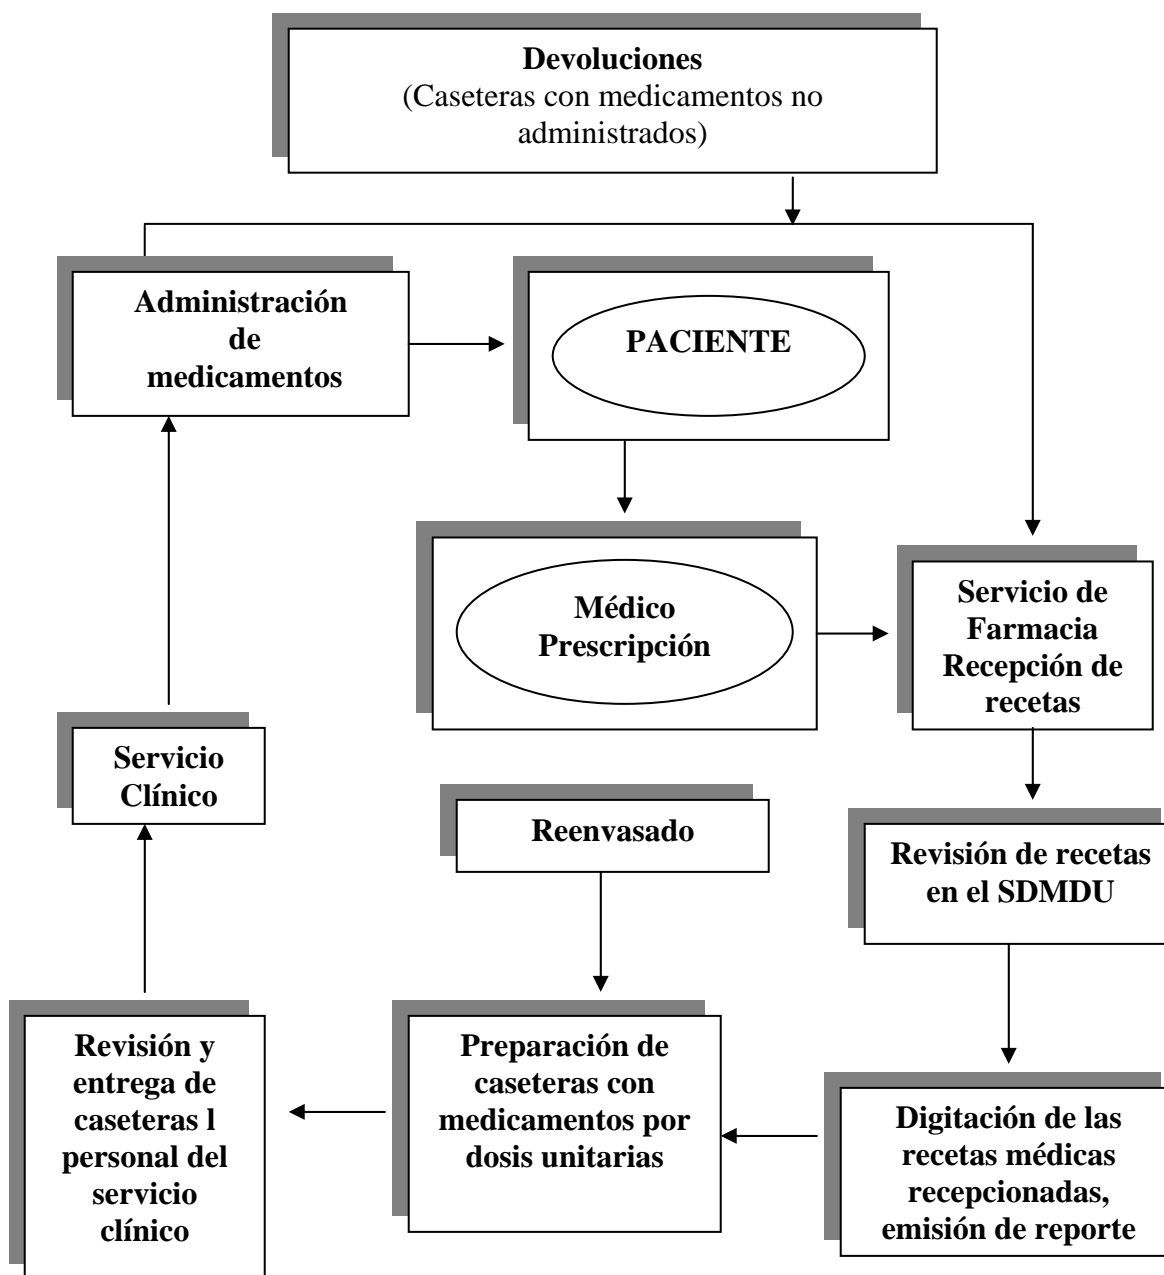 Devoluciones
(Caseteras con medicamentos no
administrados)
Administración
de
medicamentos
PACIENTE
Médico
Prescripción
Servicio de
Farmacia
Recepción de
recetas
Servicio
Clínico
Reenvasado
Revisión de recetas
en el SDMDU
Revisión y
entrega de
caseteras l
personal del
servicio
clínico
Preparación de
caseteras con
medicamentos por
dosis unitarias
Digitación de las
recetas médicas
recepcionadas,
emisión de reporte